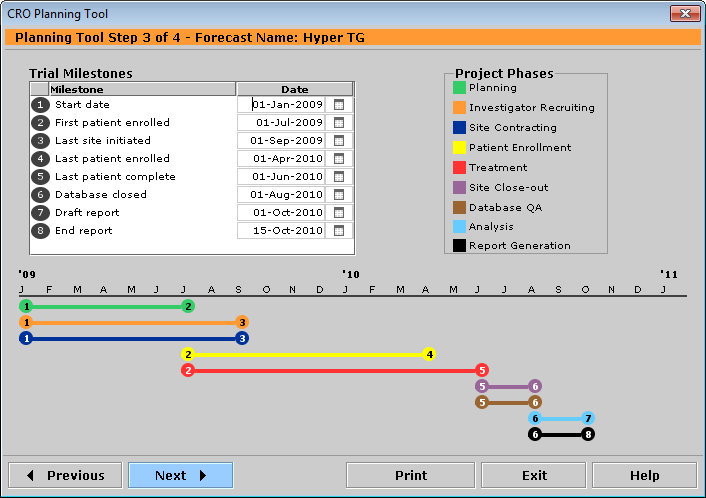 CRO Planning Tool
Planning Tool Step 3 of 4 - Forecast Name: Hyper TG
Trial Milestones
Milestone Date
1 Start date 01-Jan-2009
2 First patient enrolled 01-Jul-2009
3 Last site initiated 01-Sep-2009
4 Last patient enrolled 01-Apr-2010
5 Last patient complete 01-Jun-2010
6 Database closed 01-Aug-2010
7 Draft report 01-Oct-2010
8 End report 15-Oct-2010
Project Phases
Planning
Investigator Recruiting
Site Contracting
Patient Enrollment
Treatment
Site Close-out
Database QA
Analysis
Report Generation
'09 '10 '11
J F M A M J J A S O N D J F M A M J J A S O N D J
1 2
1 3
1 3
2 4
2 5
5 6
5 6
6 7
6 8
Previous Next Print Exit Help